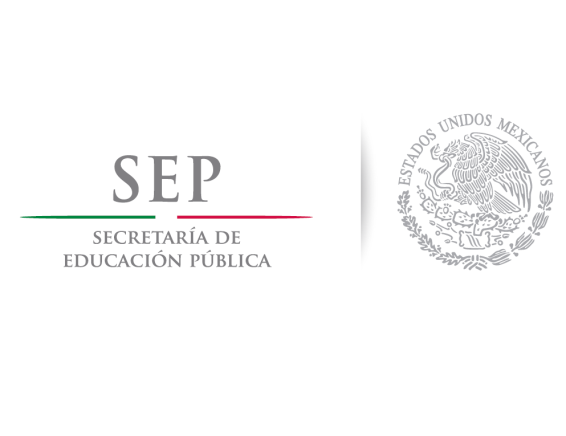 SEP
SECRETARÍA DE
EDUCACIÓN PÚBLICA
ESTADOS UNIDOS MEXICANOS